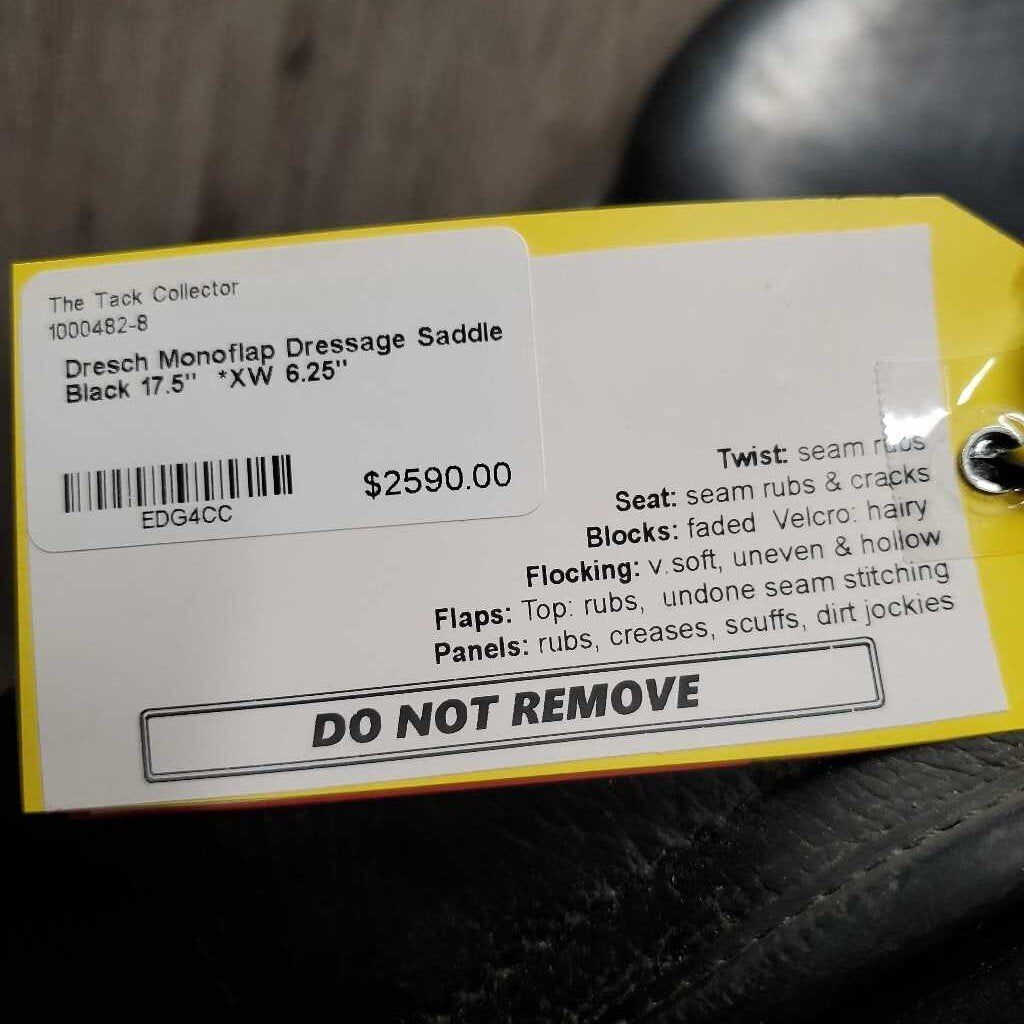 The Tack Collector
1000482-8
Dresch Monoflap Dressage Saddle
Black 17.5" *XW 6.25"
$2590.00
EDG4CC
Twist: seam rubs
Seat: seam rubs & cracks
Blocks: faded Velcro: hairy
Flocking: v.soft, uneven & hollow
Flaps: Top: rubs, undone seam stitching
Panels: rubs, creases, scuffs, dirt jockies
DO NOT REMOVE